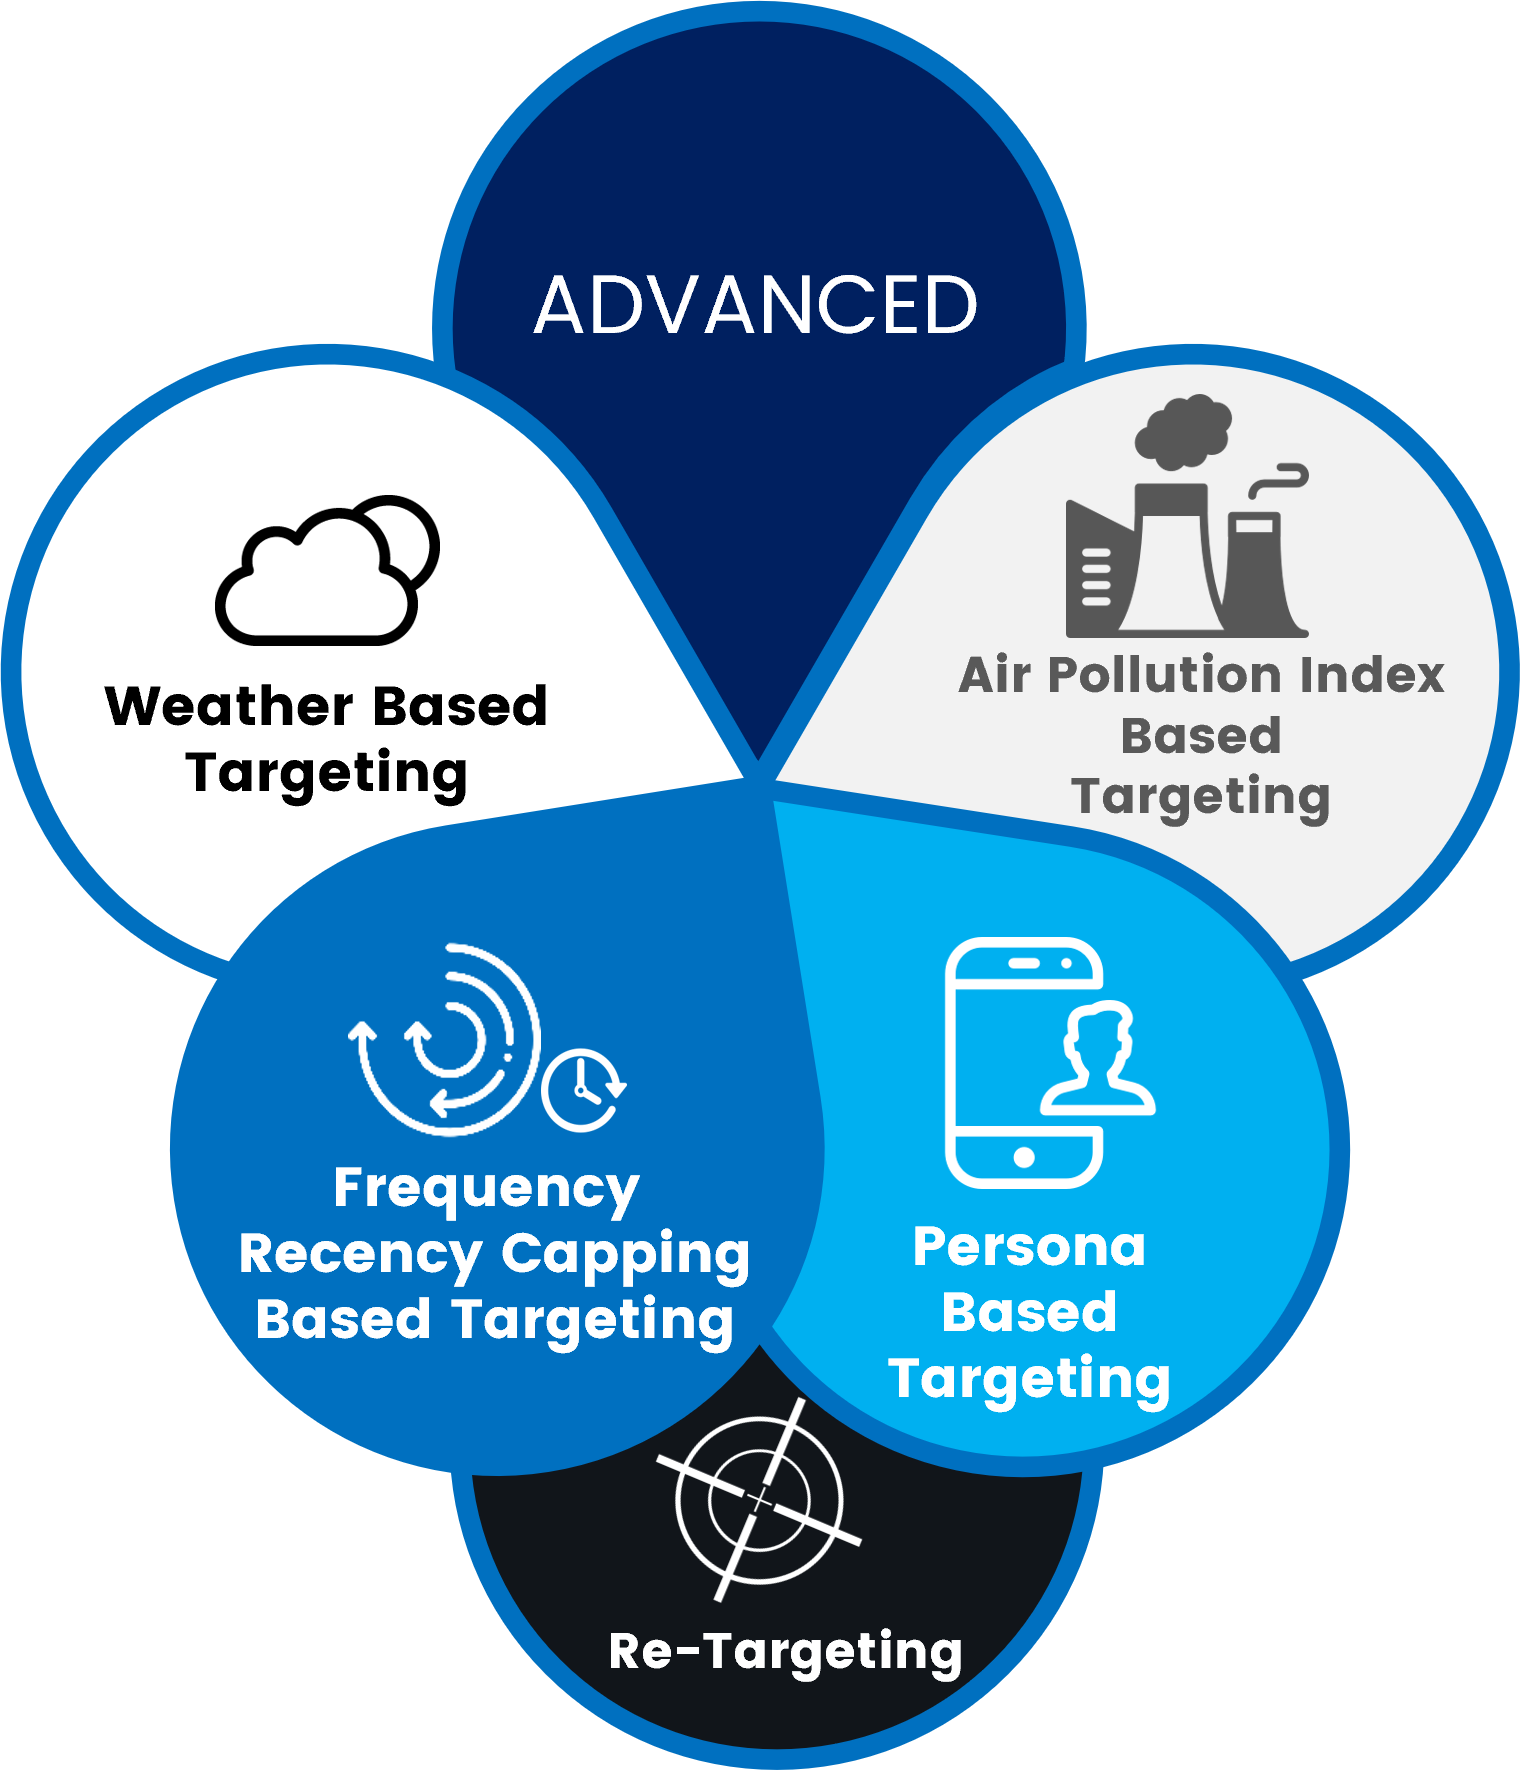 ADVANCED
Weather Based
Targeting
Air Pollution Index
Based
Targeting
Frequency
Recency Capping
Based Targeting
Persona
Based
Targeting
Re-Targeting